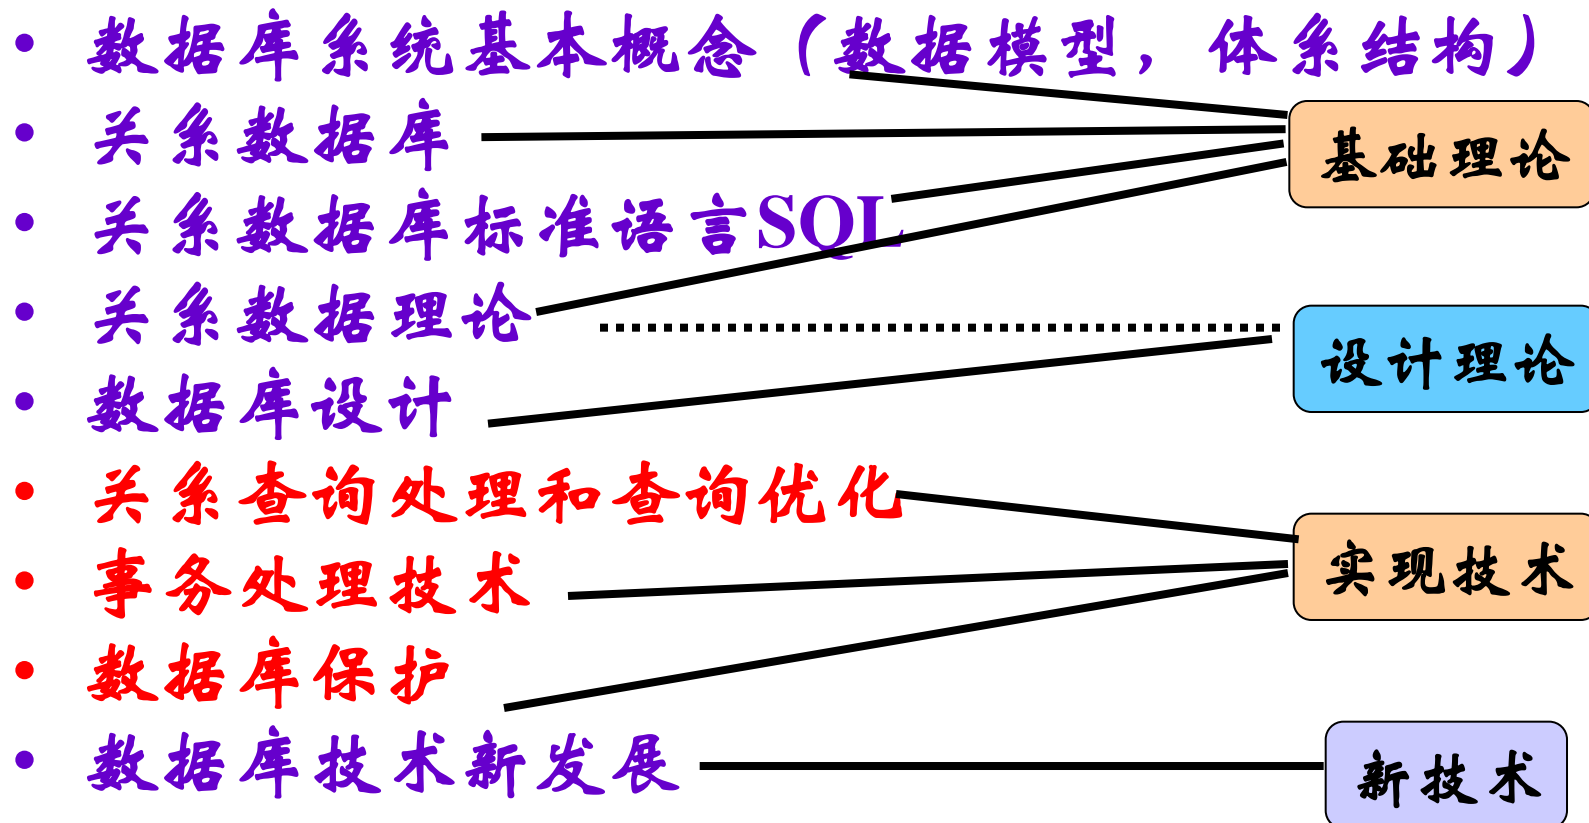 • 数据库系统基本概念（数据模型，体系结构）
• 关系数据库
基础理论
• 关系数据库标准语言SQL
• 关系数据理论
设计理论
• 数据库设计
• 关系查询处理和查询优化
• 事务处理技术
实现技术
• 数据库保护
• 数据库技术新发展
新技术